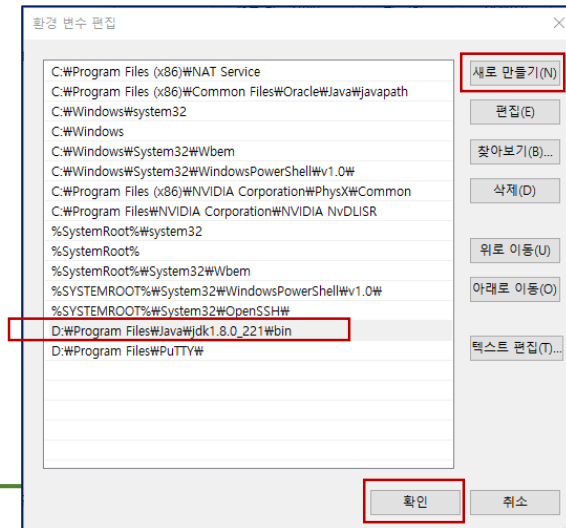 환경 변수 편집
C:₩Program Files (x86)₩NAT Service
C:₩Program Files (x86)₩Common Files₩Oracle₩Java₩javapath
C:₩Windows₩system32
C:₩Windows
C:₩Windows₩System32₩Wbem
C:₩Windows₩System32₩WindowsPowerShell₩v1.0₩
C:₩Program Files (x86)₩NVIDIA Corporation₩PhysX₩Common
C:₩Program Files₩NVIDIA Corporation₩NVIDIA NvDLISR
%SystemRoot%₩system32
%SystemRoot%
%SystemRoot%₩System32₩Wbem
%SYSTEMROOT%₩System32₩WindowsPowerShell₩v1.0₩
%SYSTEMROOT%₩System32₩OpenSSH₩
D:₩Program Files₩Java₩jdk1.8.0_221₩bin
D:₩Program Files₩PuTTY₩
새로 만들기(N)
편집(E)
찾아보기(B)...
삭제(D)
위로 이동(U)
아래로 이동(O)
텍스트 편집(T)...
확인
취소